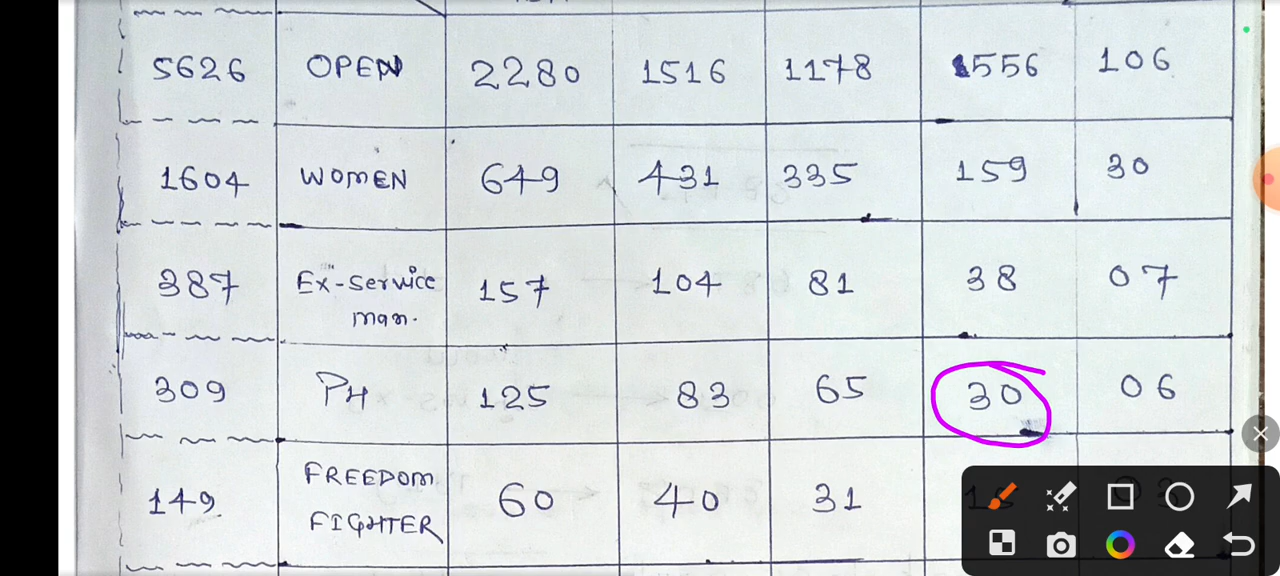 5626 OPEN 2280 1516 1178 556 106
1604 WOMEN 649 431 335 159 30
387 Ex-Service man. 157 104 81 38 07
309 PH 125 83 65 30 06
149 FREEDOM FIGHTER 60 40 31